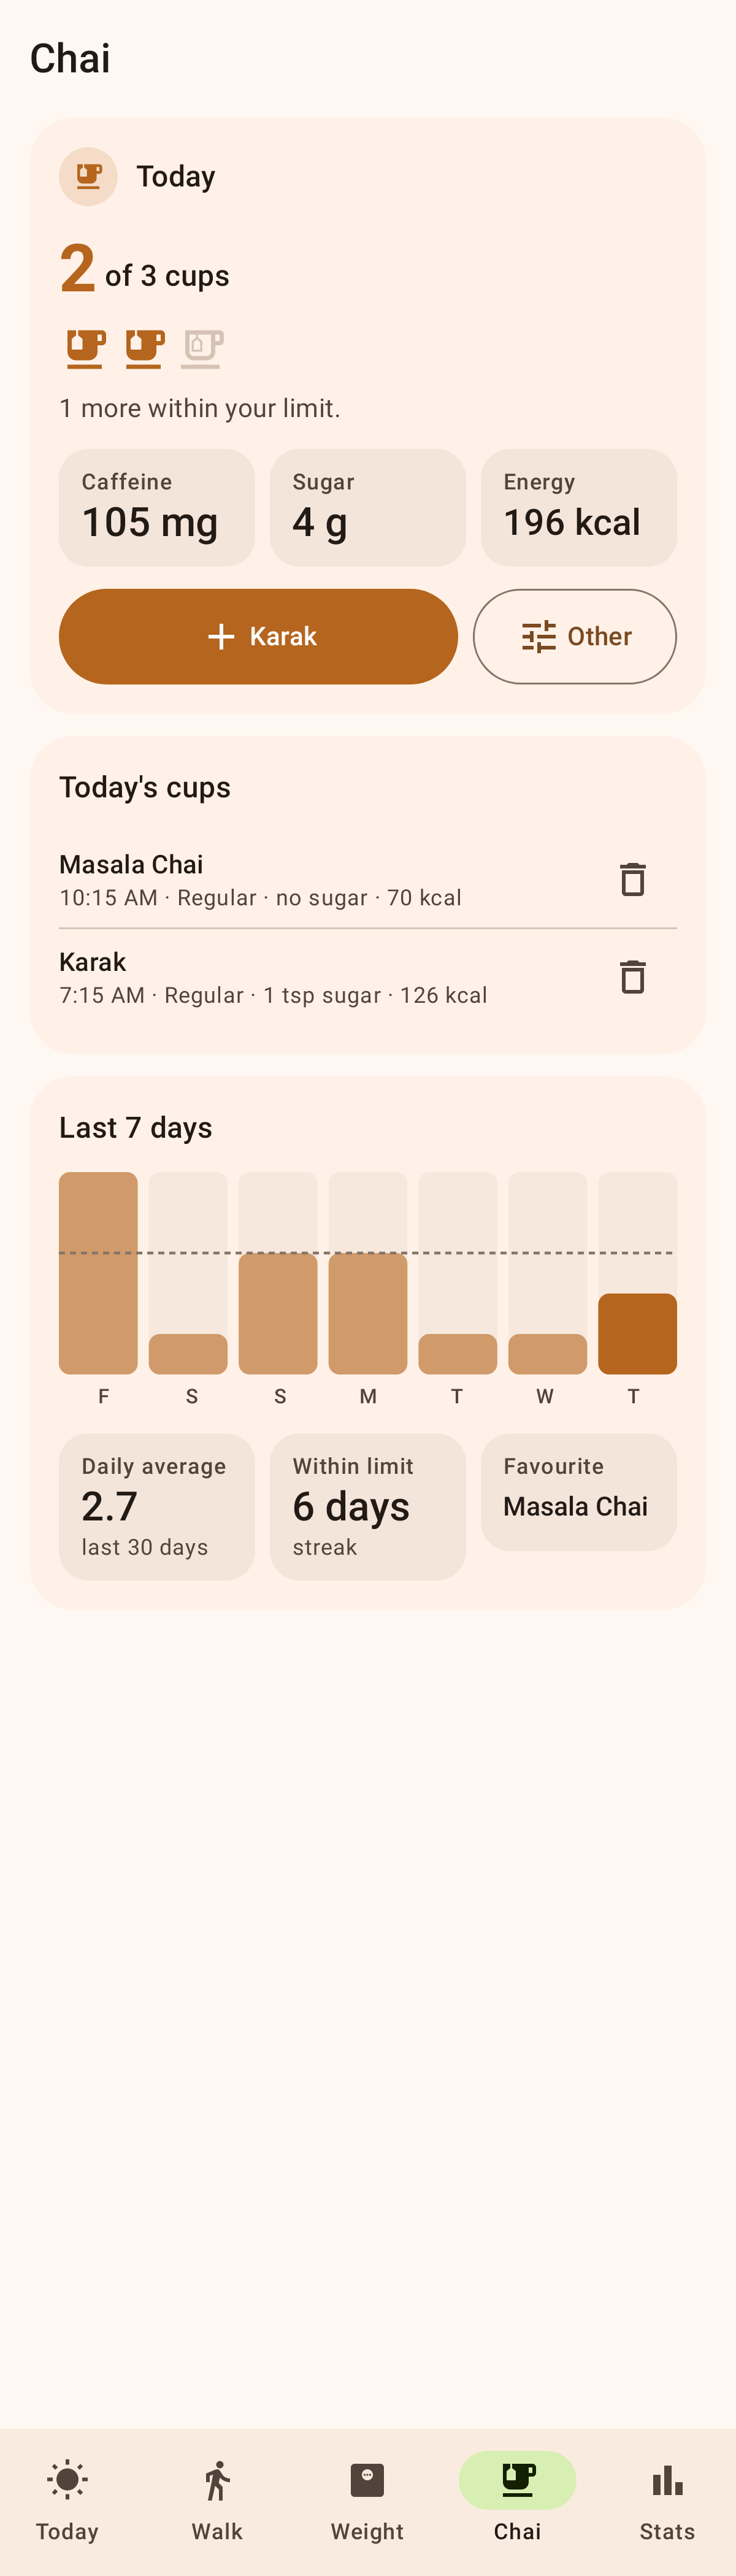 Chai
Today
2 of 3 cups
1 more within your limit.
Caffeine
105 mg
Sugar
4 g
Energy
196 kcal
Karak
Other
Today's cups
Masala Chai
10:15 AM · Regular · no sugar · 70 kcal
Karak
7:15 AM · Regular · 1 tsp sugar · 126 kcal
Last 7 days
F S S M T W T
Daily average
2.7
last 30 days
Within limit
6 days
streak
Favourite
Masala Chai
Today Walk Weight Chai Stats